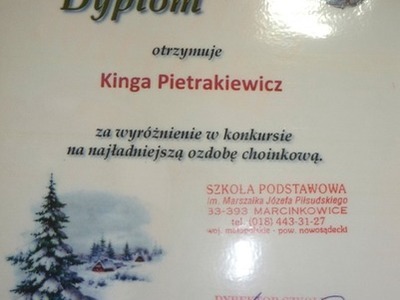 Dyplom
otrzymuje
Kinga Pietrakiewicz
za wyróżnienie w konkursie
na najładniejszą ozdobę choinkową.
SZKOŁA PODSTAWOWA
im. Marszałka Józefa Piłsudskiego
33-393 MARCINKOWICE
tel. (018) 443-31-27
woj. małopolskie - pow. nowosądecki